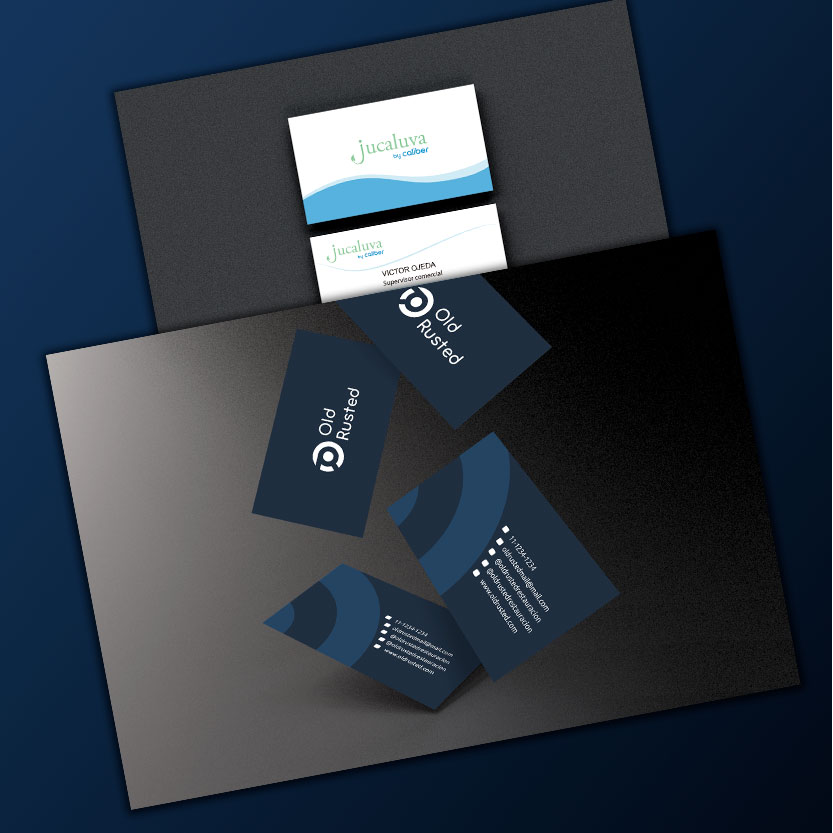 jucaluva
by caliber
jucaluva
by caliber
VICTOR OJEDA
Supervisor comercial
Old
Rusted
Old
Rusted
11-1234-1234
oldrustedmail@mail.com
@oldrustedrestauracion
@oldrustedrestauracion
www.oldrusted.com
11-1234-1234
oldrustedmail@mail.com
@oldrustedrestauracion
@oldrustedrestauracion
www.oldrusted.com